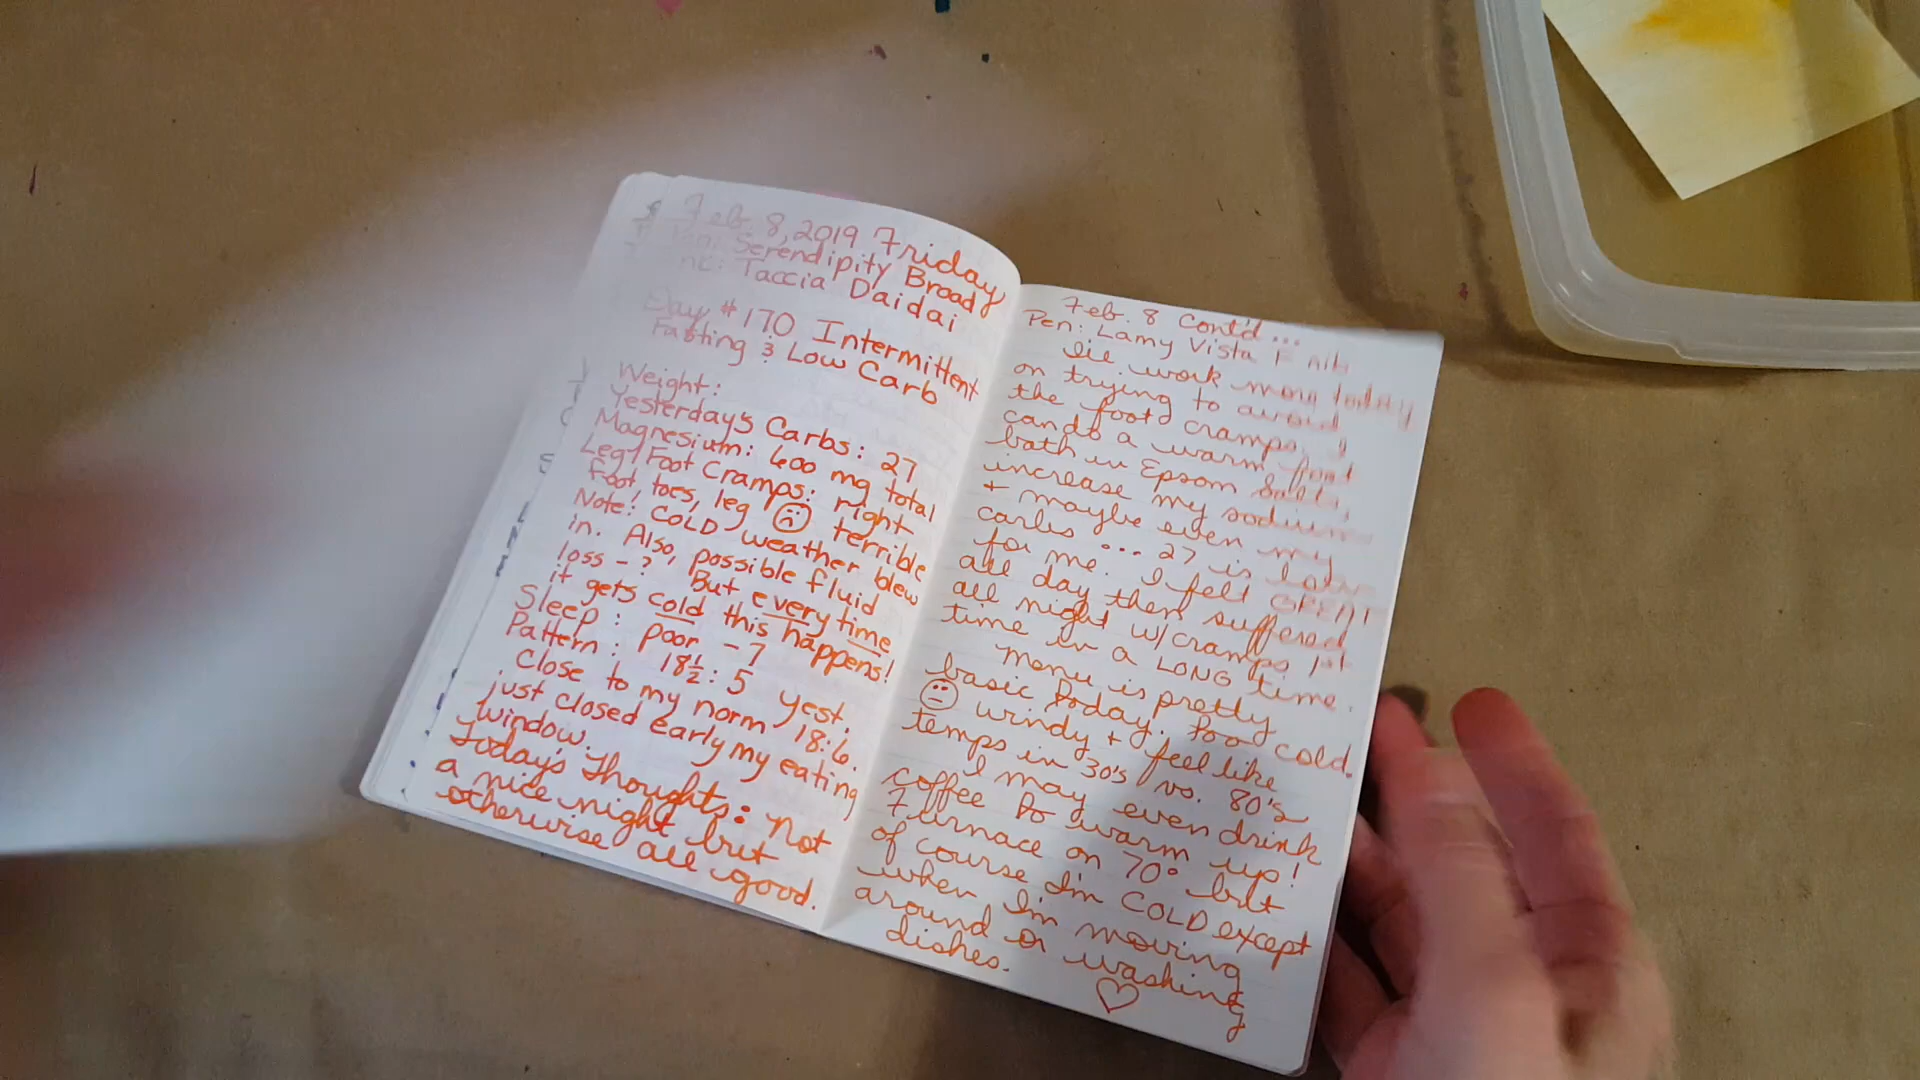 Feb. 8, 2019 Friday
Pen: Serendipity Broad
Ink: Taccia Daidai
Day #170 Intermittent
Fasting & Low Carb
Weight:
Yesterday's Carbs: 27
Magnesium: 600 mg total
Leg/Foot Cramps: right
foot, toes, leg terrible
Note: COLD weather blew
in. Also, possible fluid
loss - ? But every time
it gets cold this happens!
Sleep: poor - 7
Pattern: 18½ : 5 yest.
Close to my norm 18:6.
just closed early my eating
window.
Today's Thoughts: Not
a nice night but
otherwise all good.
Feb. 8 Cont'd ...
Pen: Lamy Vista F nib
work more today
on trying to avoid
the foot cramps. I
can do a warm foot
bath in Epsom Salts,
increase my sodium
+ maybe even my
carbs ... 27 is low
for me. I felt GREAT
all day then suffered
all night w/cramps 1st
time in a LONG time.
Menu is pretty
basic today. Too cold.
windy + feel like
temps in 30's vs. 80's
I may even drink
coffee to warm up!
Furnace on 70° but
of course I'm COLD except
when I'm moving
around or washing
dishes.